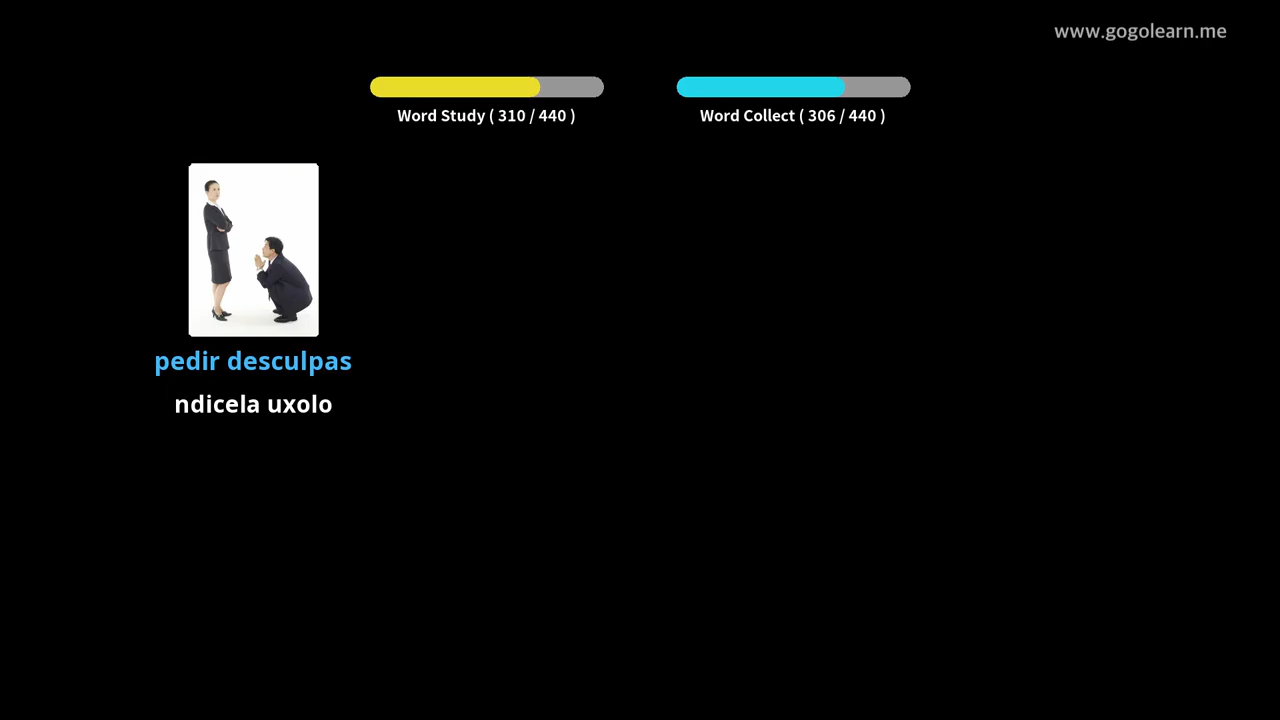 www.gogolearn.me
Word Study ( 310 / 440 )
Word Collect ( 306 / 440 )
pedir desculpas
ndicela uxolo